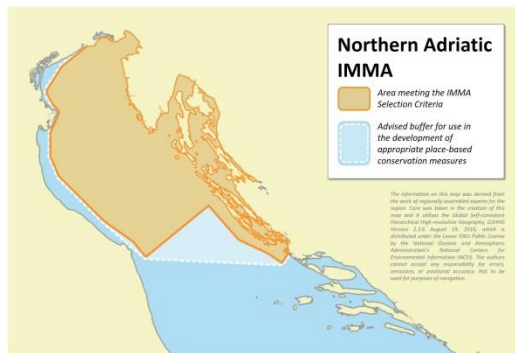 Northern Adriatic
IMMA
Area meeting the IMMA
Selection Criteria
Advised buffer for use in
the development of
appropriate place-based
conservation measures
The information on this map was derived from
the work of regionally assembled experts for the
region. Care was taken in the creation of this
map and it utilises the Global Self-consistent
Hierarchical High-resolution Geography, GSHHG
Version 2.3.6 August 19, 2016, which is
distributed under the Lesser GNU Public License
by the National Oceanic and Atmospheric
Administration's National Centers for
Environmental Information (NCEI). The authors
cannot accept any responsibility for errors,
omission, or positional accuracy. Not to be
used for purposes of navigation.